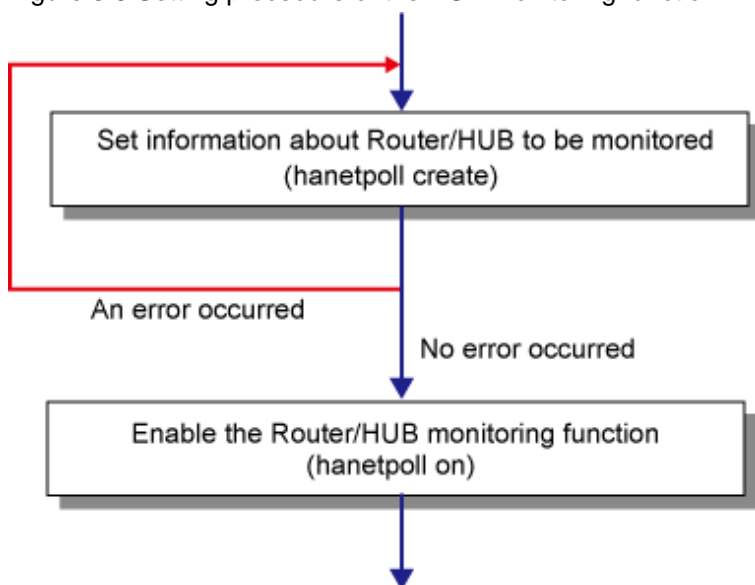 Set information about Router/HUB to be monitored
(hanetpoll create)
An error occurred
No error occurred
Enable the Router/HUB monitoring function
(hanetpoll on)